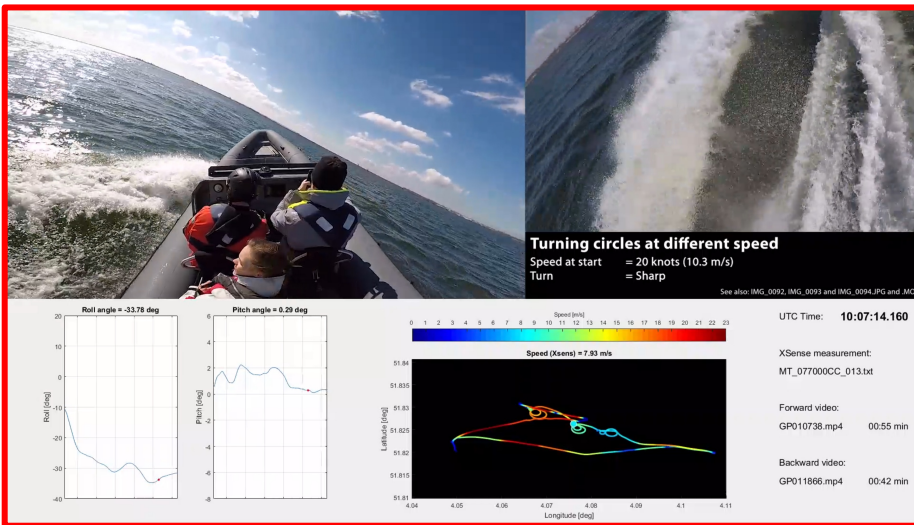 Turning circles at different speed
Speed at start = 20 knots (10.3 m/s)
Turn = Sharp
See also: IMG_0092, IMG_0093 and IMG_0094.JPG and .MO
Roll angle = -33.78 deg
20
10
0
-10
-20
-30
-40
Roll [deg]
Pitch angle = 0.29 deg
6
4
2
0
-2
-4
-6
-8
Pitch [deg]
Speed [m/s]
0 1 2 3 4 5 6 7 8 9 10 11 12 13 14 15 16 17 18 19 20 21 22 23
Speed (Xsens) = 7.93 m/s
51.84
51.835
51.83
51.825
51.82
51.815
51.81
Latitude [deg]
4.04 4.05 4.06 4.07 4.08 4.09 4.1 4.11
Longitude [deg]
UTC Time: 10:07:14.160
XSense measurement:
MT_077000CC_013.txt
Forward video:
GP010738.mp4 00:55 min
Backward video:
GP011866.mp4 00:42 min